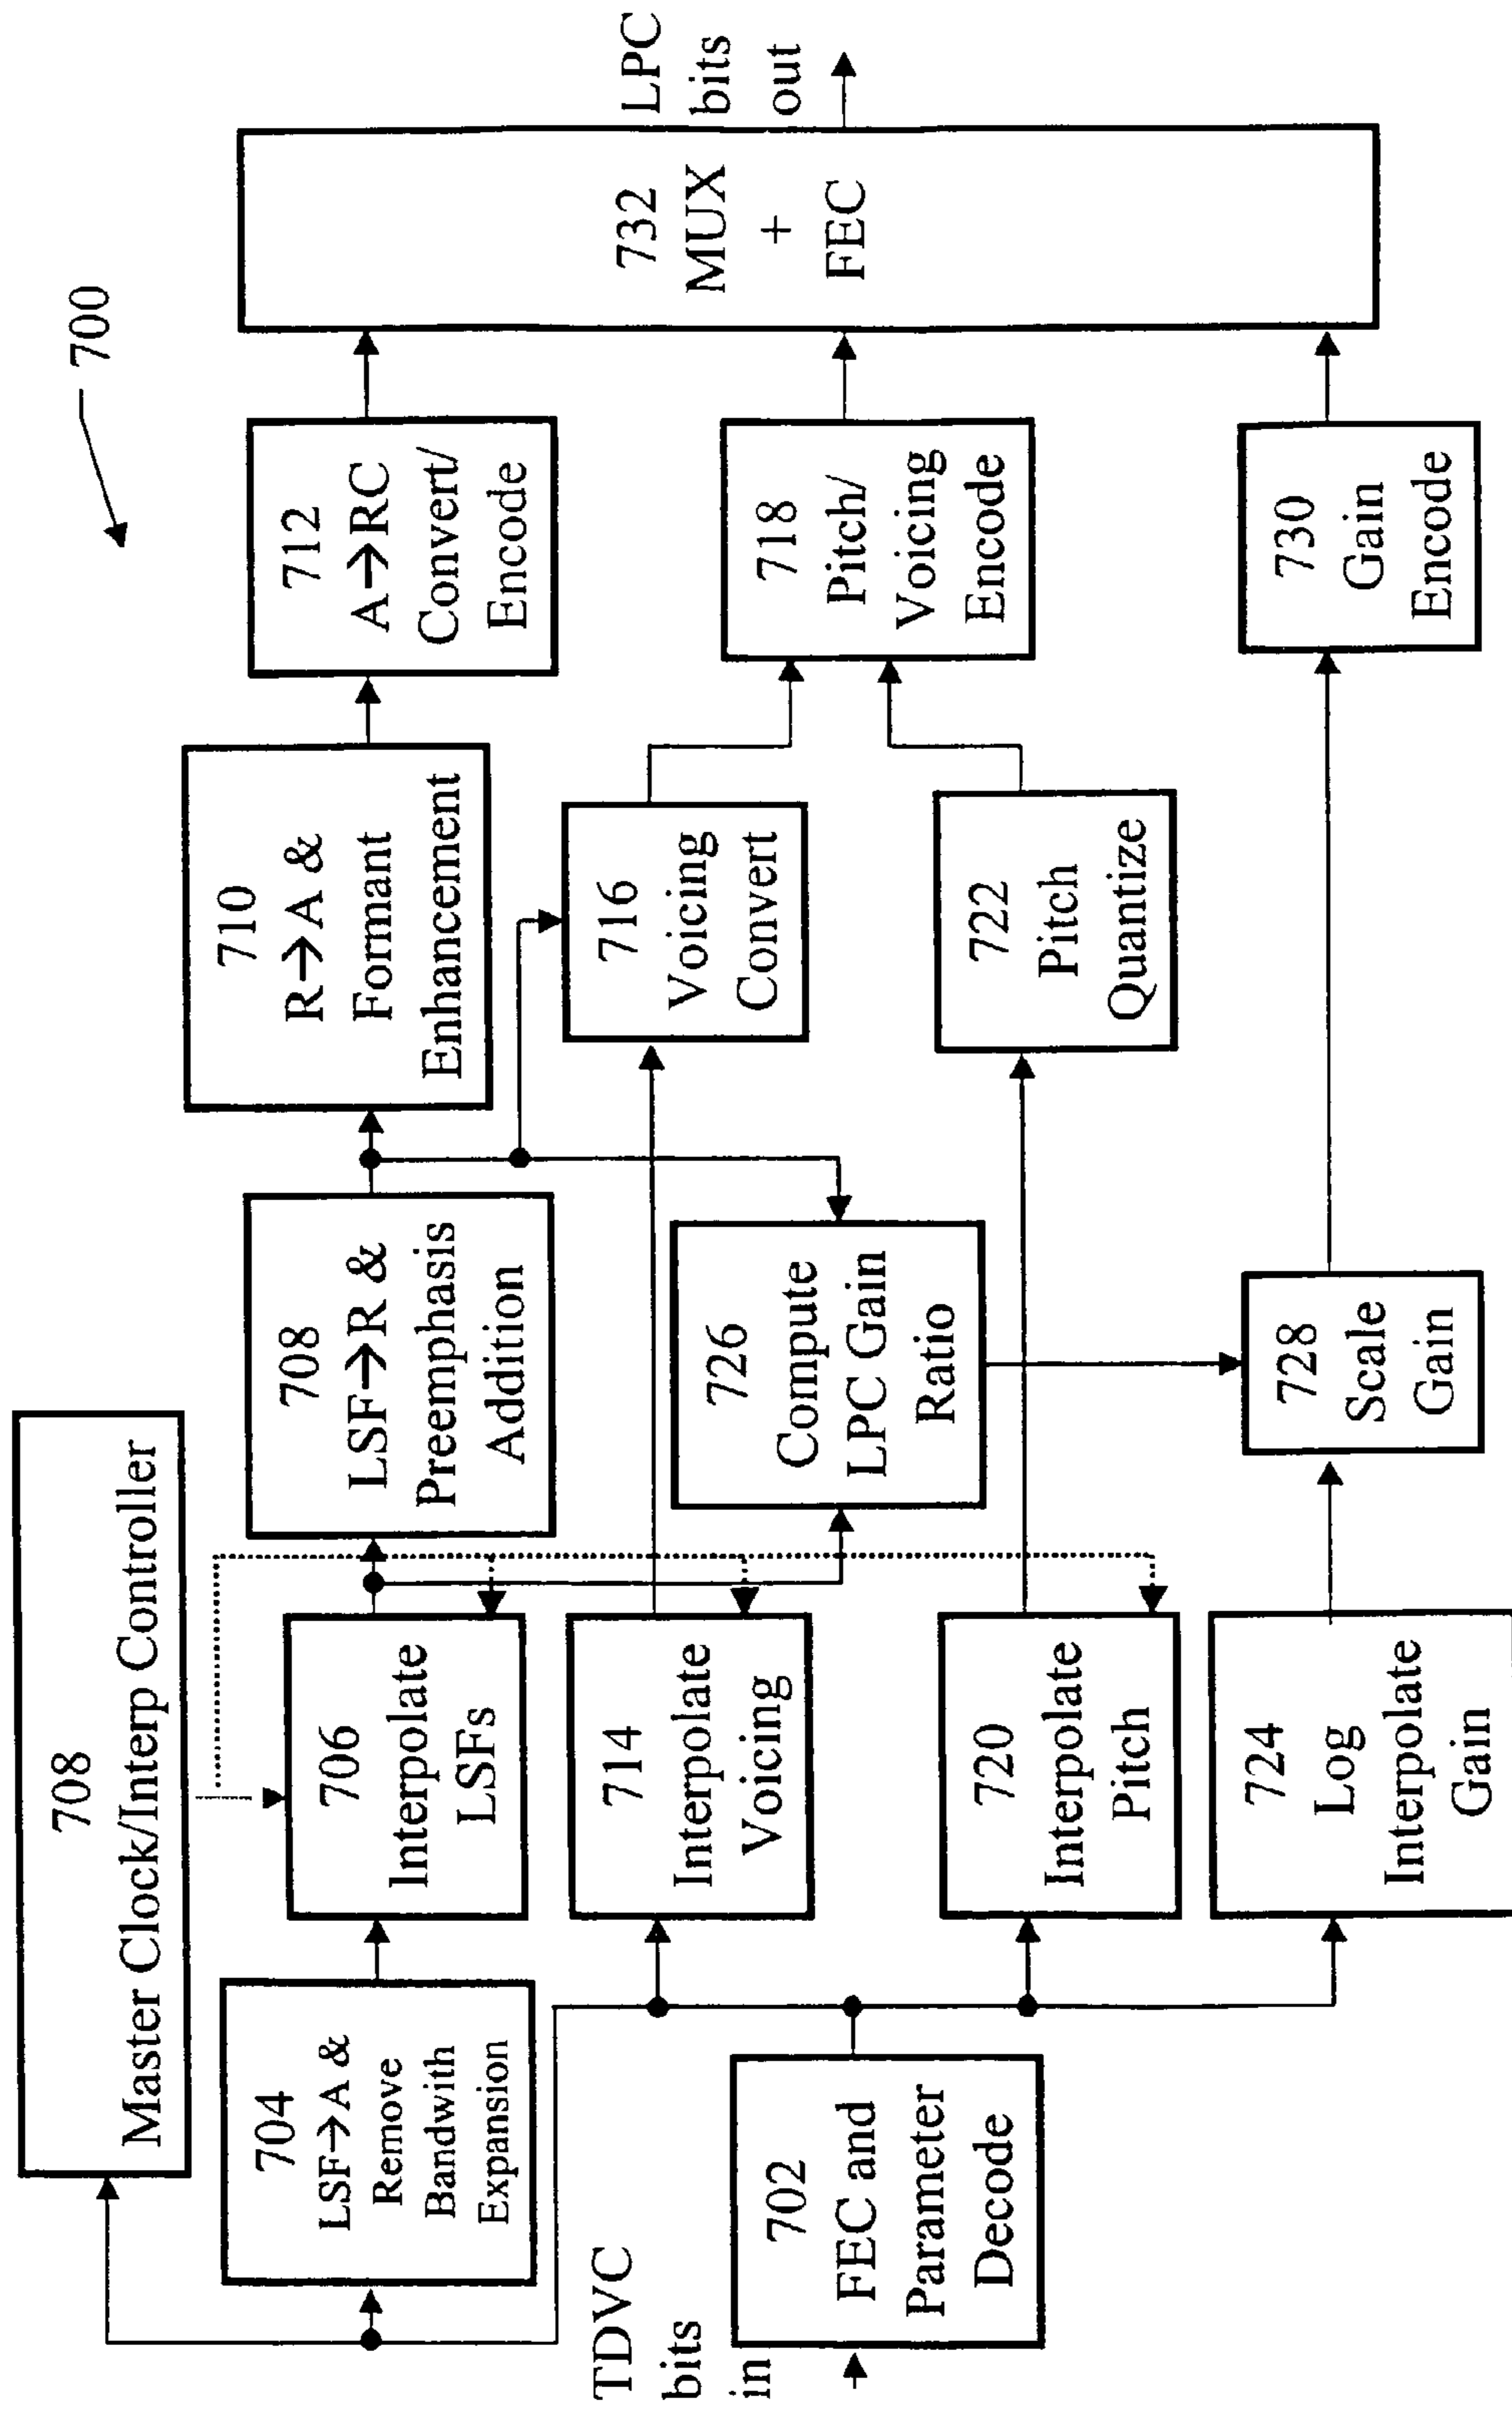 700
708
Master Clock/Interp Controller
704
LSF→A &
Remove
Bandwith
Expansion
706
Interpolate
LSFs
708
LSF→R &
Preemphasis
Addition
710
R→A &
Formant
Enhancement
712
A→RC
Convert/
Encode
TDVC
bits
in
702
FEC and
Parameter
Decode
714
Interpolate
Voicing
716
Voicing
Convert
718
Pitch/
Voicing
Encode
720
Interpolate
Pitch
722
Pitch
Quantize
724
Log
Interpolate
Gain
726
Compute
LPC Gain
Ratio
728
Scale
Gain
730
Gain
Encode
732
MUX
+
FEC
LPC
bits
out